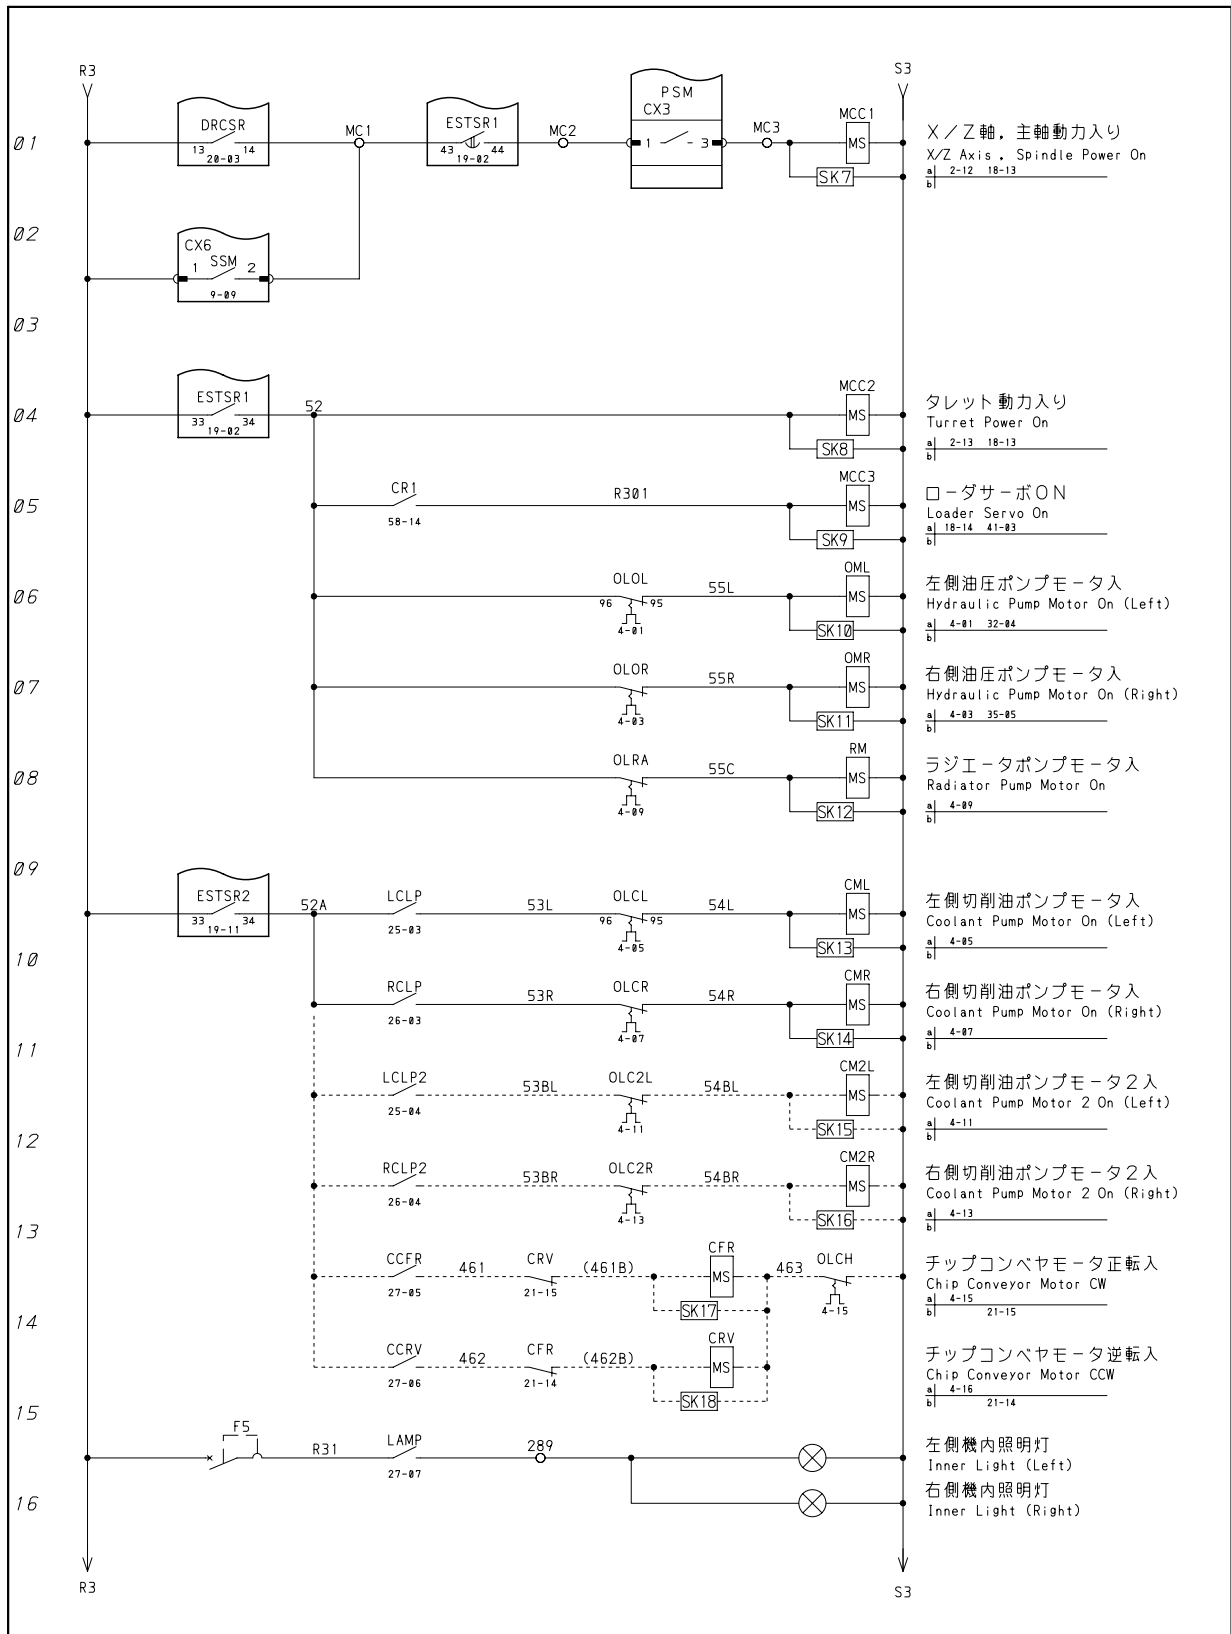 R3 S3
01
DRCSR
13 14
20-03
MC1
ESTSR1
43 44
19-02
MC2
PSM
CX3
1 3
MC3
MCC1
MS
SK7
X/Z軸，主軸動力入り
X/Z Axis , Spindle Power On
a 2-12 18-13
b
02
CX6
SSM
1 2
9-09
03
04
ESTSR1
33 34
19-02
52
MCC2
MS
SK8
タレット動力入り
Turret Power On
a 2-13 18-13
b
05
CR1
58-14
R301
MCC3
MS
SK9
ローダサーボON
Loader Servo On
a 18-14 41-03
b
06
OLOL
96 95
4-01
55L
OML
MS
SK10
左側油圧ポンプモータ入
Hydraulic Pump Motor On (Left)
a 4-01 32-04
b
07
OLOR
4-03
55R
OMR
MS
SK11
右側油圧ポンプモータ入
Hydraulic Pump Motor On (Right)
a 4-03 35-05
b
08
OLRA
4-09
55C
RM
MS
SK12
ラジエータポンプモータ入
Radiator Pump Motor On
a 4-09
b
09
ESTSR2
33 34
19-11
52A
LCLP
25-03
53L
OLCL
96 95
4-05
54L
CML
MS
SK13
左側切削油ポンプモータ入
Coolant Pump Motor On (Left)
a 4-05
b
10
RCLP
26-03
53R
OLCR
4-07
54R
CMR
MS
SK14
右側切削油ポンプモータ入
Coolant Pump Motor On (Right)
a 4-07
b
11
LCLP2
25-04
53BL
OLC2L
4-11
54BL
CM2L
MS
SK15
左側切削油ポンプモータ2入
Coolant Pump Motor 2 On (Left)
a 4-11
b
12
RCLP2
26-04
53BR
OLC2R
4-13
54BR
CM2R
MS
SK16
右側切削油ポンプモータ2入
Coolant Pump Motor 2 On (Right)
a 4-13
b
13
CCFR
27-05
461
CRV
21-15
(461B)
CFR
MS
SK17
463
OLCH
4-15
チップコンベヤモータ正転入
Chip Conveyor Motor CW
a 4-15
b 21-15
14
CCRV
27-06
462
CFR
21-14
(462B)
CRV
MS
SK18
チップコンベヤモータ逆転入
Chip Conveyor Motor CCW
a 4-16
b 21-14
15
F5
R31
LAMP
27-07
289
左側機内照明灯
Inner Light (Left)
16
右側機内照明灯
Inner Light (Right)
R3 S3